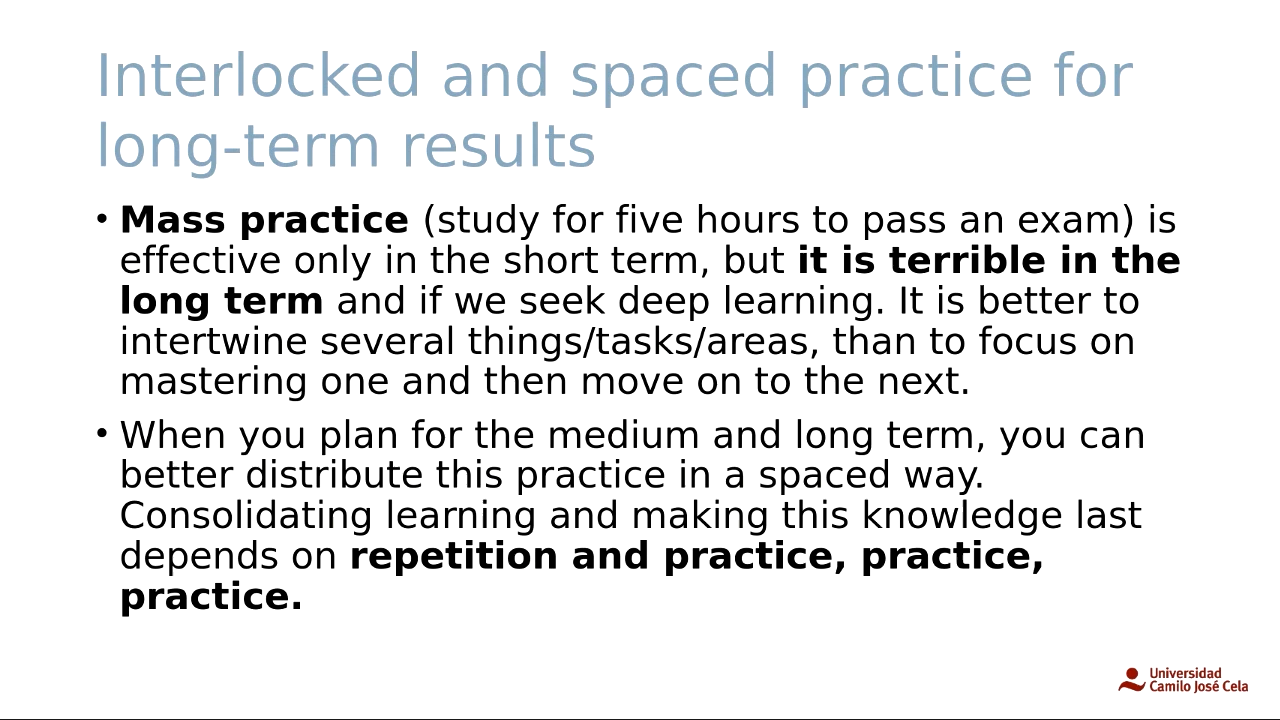 Interlocked and spaced practice for
long-term results
• Mass practice (study for five hours to pass an exam) is
effective only in the short term, but it is terrible in the
long term and if we seek deep learning. It is better to
intertwine several things/tasks/areas, than to focus on
mastering one and then move on to the next.
• When you plan for the medium and long term, you can
better distribute this practice in a spaced way.
Consolidating learning and making this knowledge last
depends on repetition and practice, practice,
practice.
Universidad
Camilo José Cela